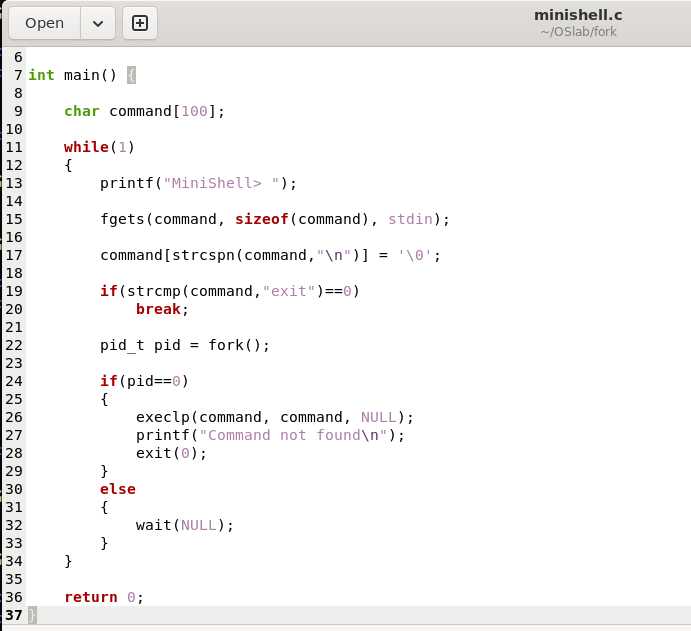 Open
minishell.c
~/OSlab/fork
6
7 int main() {
8
9     char command[100];
10
11     while(1)
12     {
13         printf("MiniShell> ");
14
15         fgets(command, sizeof(command), stdin);
16
17         command[strcspn(command,"\n")] = '\0';
18
19         if(strcmp(command,"exit")==0)
20             break;
21
22         pid_t pid = fork();
23
24         if(pid==0)
25         {
26             execlp(command, command, NULL);
27             printf("Command not found\n");
28             exit(0);
29         }
30         else
31         {
32             wait(NULL);
33         }
34     }
35
36     return 0;
37 }